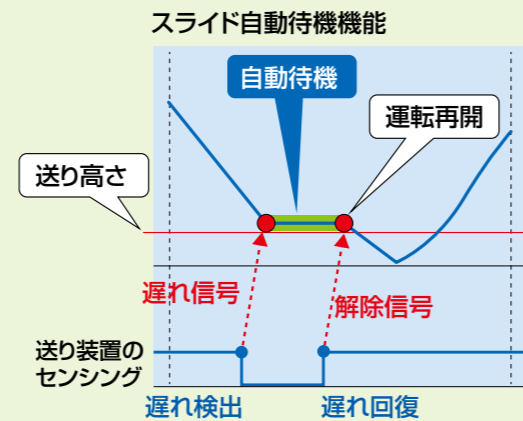 スライド自動待機機能
自動待機
運転再開
送り高さ
遅れ信号
解除信号
送り装置の
センシング
遅れ検出
遅れ回復